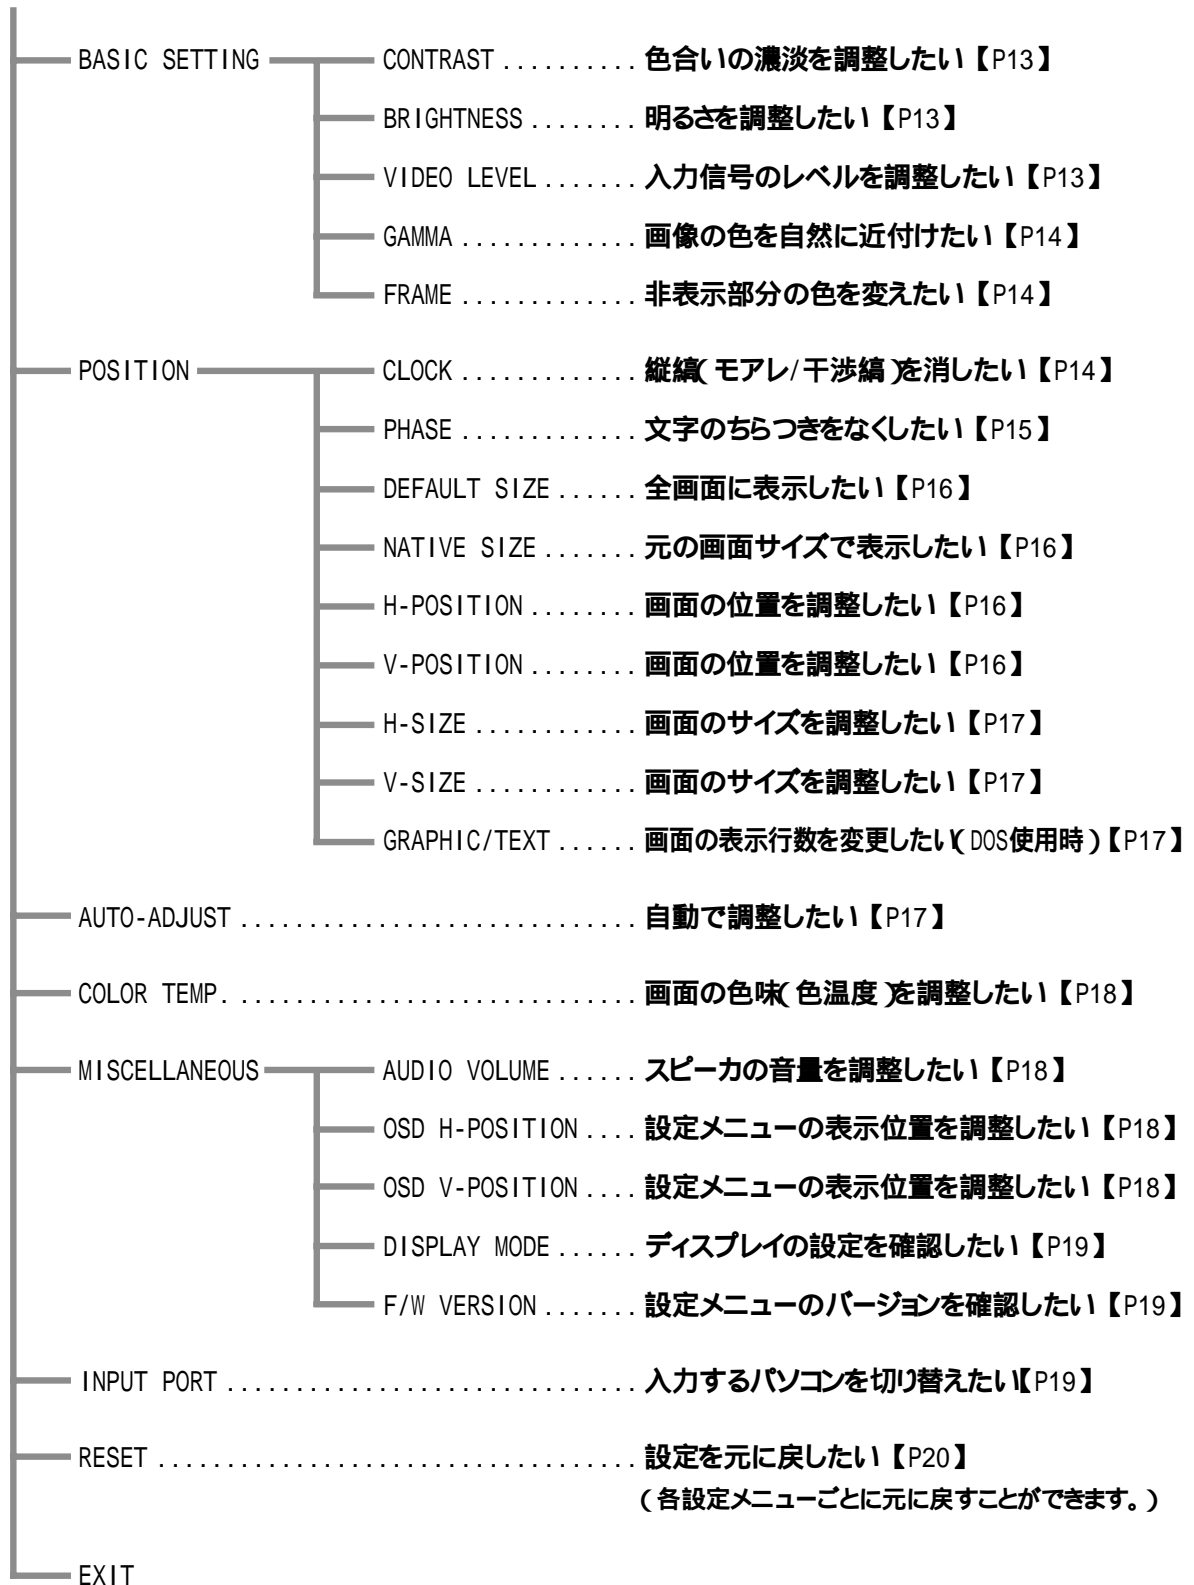 BASIC SETTING CONTRAST .......... 色合いの濃淡を調整したい【P13】
BRIGHTNESS ........ 明るさを調整したい【P13】
VIDEO LEVEL ....... 入力信号のレベルを調整したい【P13】
GAMMA ............. 画像の色を自然に近付けたい【P14】
FRAME ............. 非表示部分の色を変えたい【P14】
POSITION CLOCK ............. 縦縞(モアレ/干渉縞)を消したい【P14】
PHASE ............. 文字のちらつきをなくしたい【P15】
DEFAULT SIZE ...... 全画面に表示したい【P16】
NATIVE SIZE ....... 元の画面サイズで表示したい【P16】
H-POSITION ........ 画面の位置を調整したい【P16】
V-POSITION ........ 画面の位置を調整したい【P16】
H-SIZE ............ 画面のサイズを調整したい【P17】
V-SIZE ............ 画面のサイズを調整したい【P17】
GRAPHIC/TEXT ...... 画面の表示行数を変更したい(DOS使用時)【P17】
AUTO-ADJUST ............................. 自動で調整したい【P17】
COLOR TEMP. .............................. 画面の色味(色温度)を調整したい【P18】
MISCELLANEOUS AUDIO VOLUME ...... スピーカの音量を調整したい【P18】
OSD H-POSITION .... 設定メニューの表示位置を調整したい【P18】
OSD V-POSITION .... 設定メニューの表示位置を調整したい【P18】
DISPLAY MODE ...... ディスプレイの設定を確認したい【P19】
F/W VERSION ....... 設定メニューのバージョンを確認したい【P19】
INPUT PORT .............................. 入力するパソコンを切り替えたい【P19】
RESET ................................... 設定を元に戻したい【P20】
(各設定メニューごとに元に戻すことができます。)
EXIT